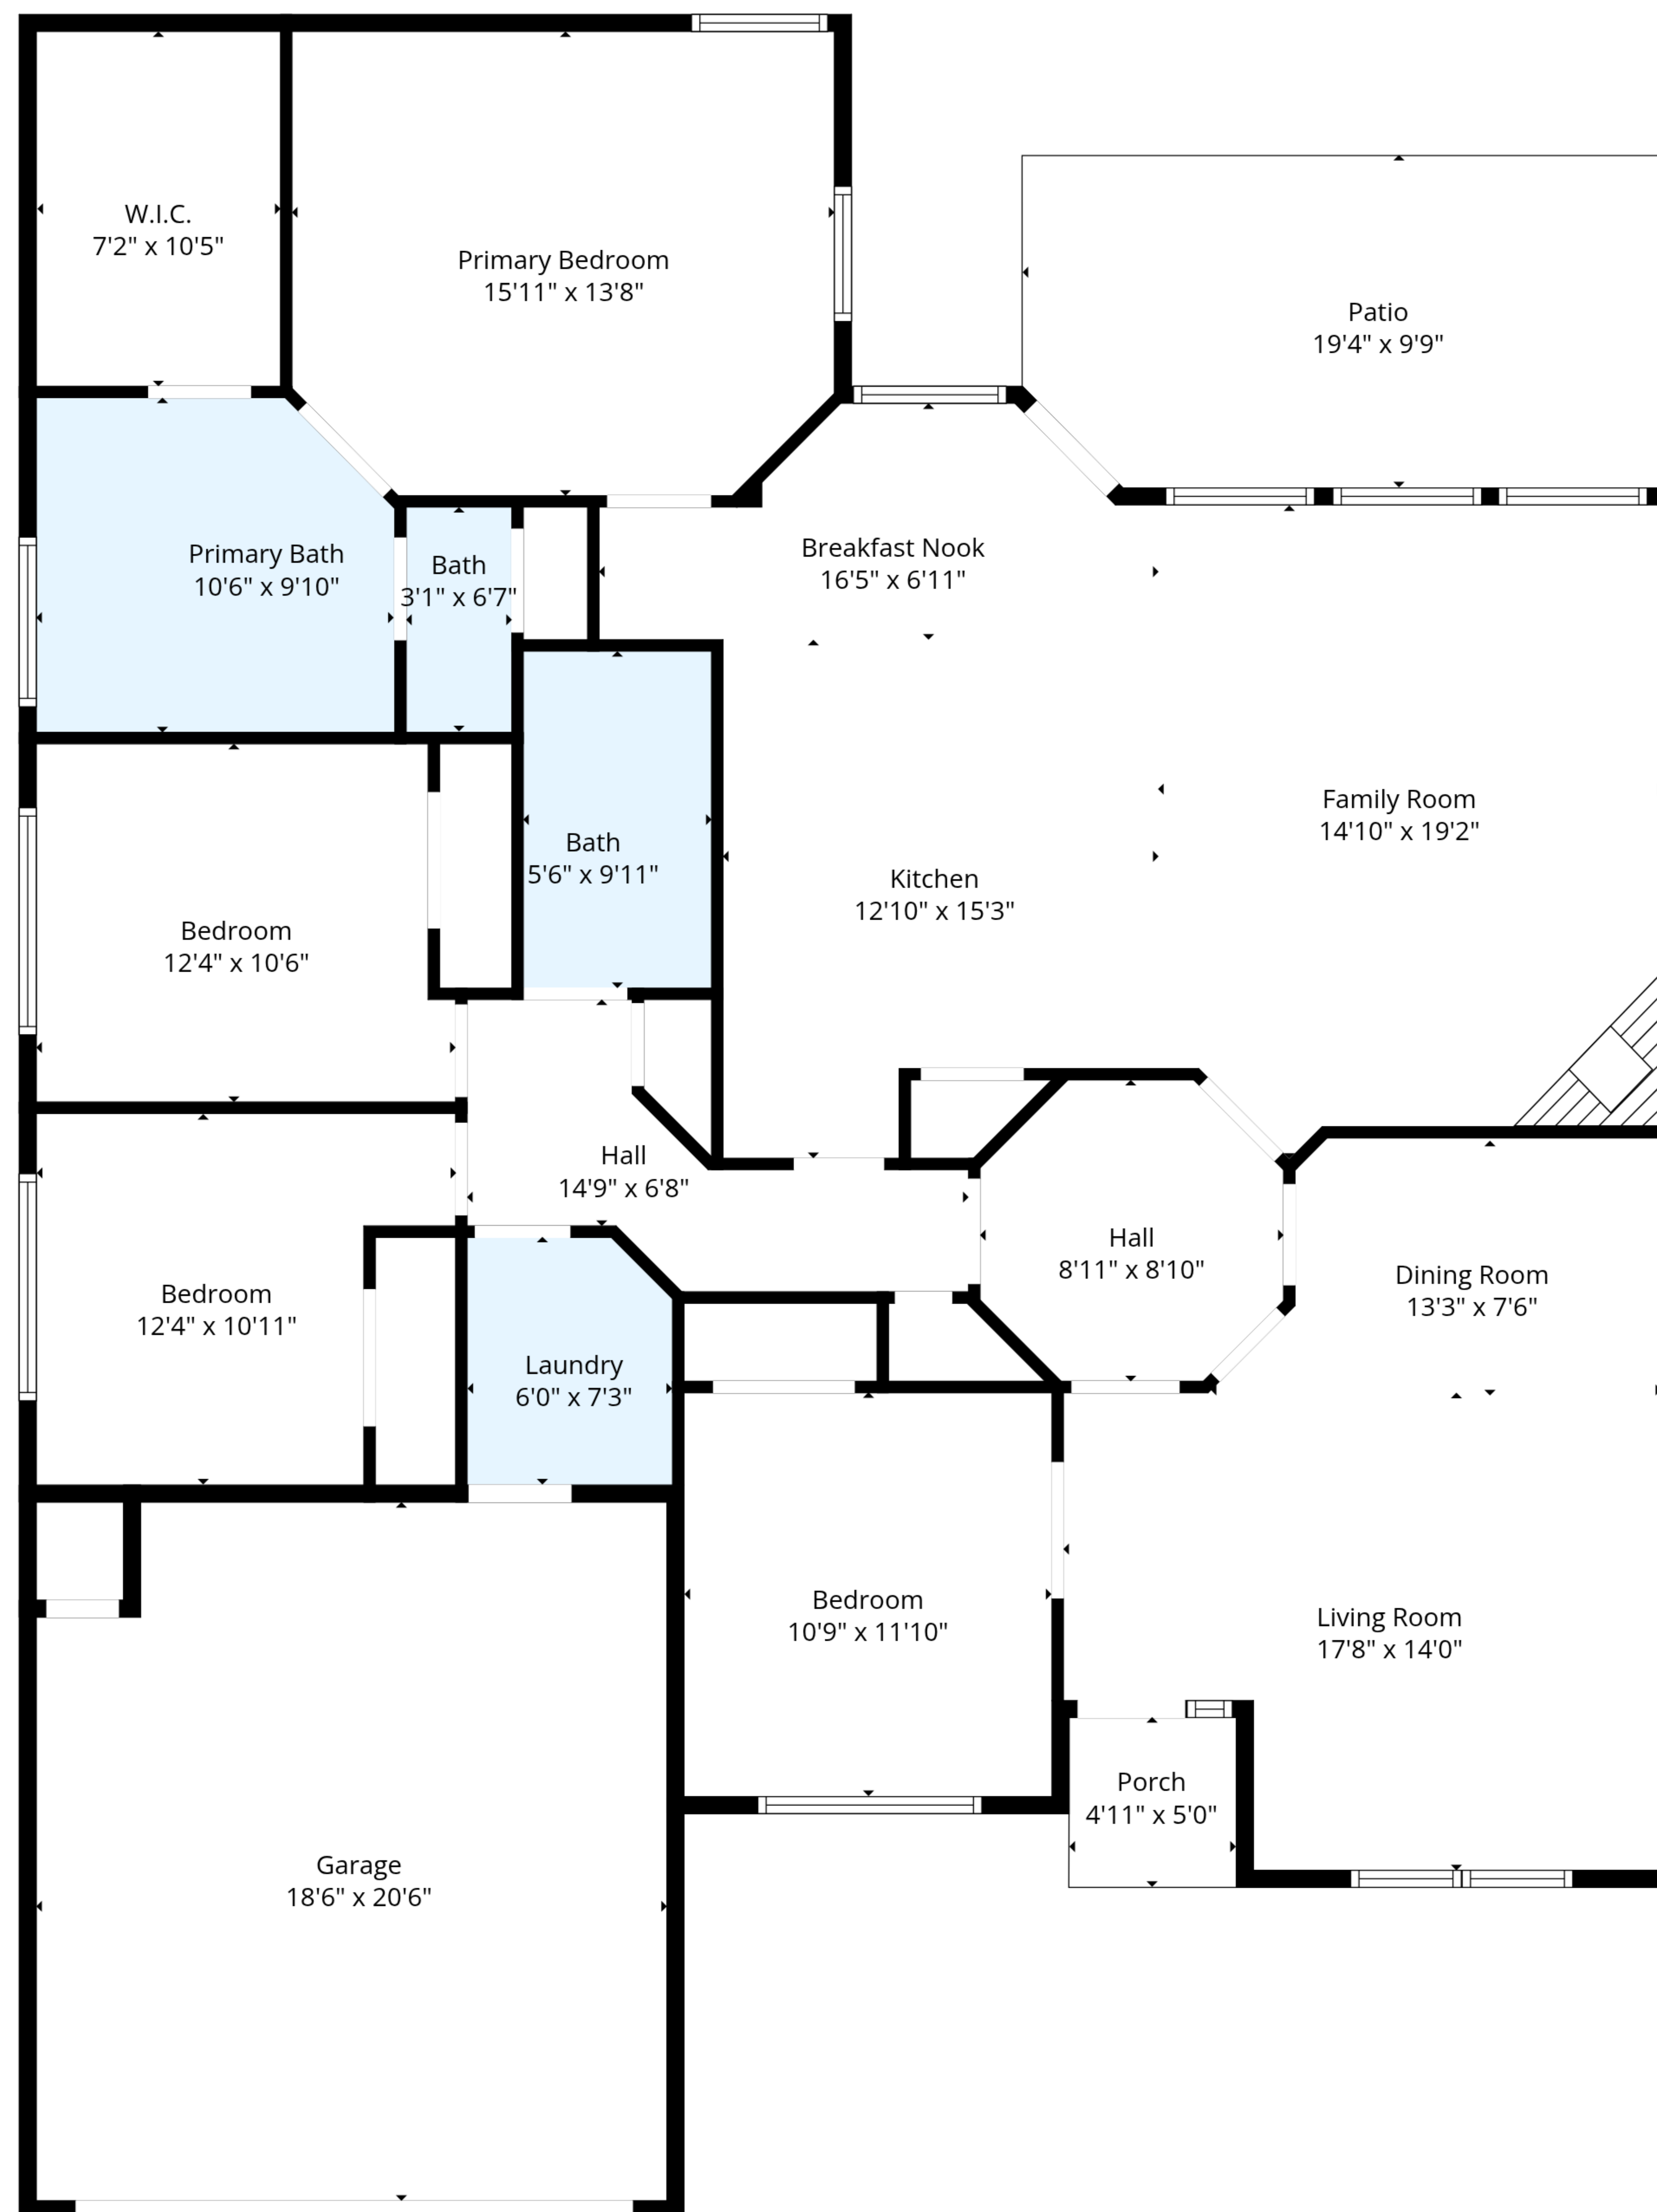 W.I.C.
7'2" x 10'5"
Primary Bedroom
15'11" x 13'8"
Patio
19'4" x 9'9"
Primary Bath
10'6" x 9'10"
Bath
3'1" x 6'7"
Breakfast Nook
16'5" x 6'11"
Family Room
14'10" x 19'2"
Bath
5'6" x 9'11"
Kitchen
12'10" x 15'3"
Bedroom
12'4" x 10'6"
Hall
14'9" x 6'8"
Hall
8'11" x 8'10"
Dining Room
13'3" x 7'6"
Bedroom
12'4" x 10'11"
Laundry
6'0" x 7'3"
Bedroom
10'9" x 11'10"
Living Room
17'8" x 14'0"
Porch
4'11" x 5'0"
Garage
18'6" x 20'6"